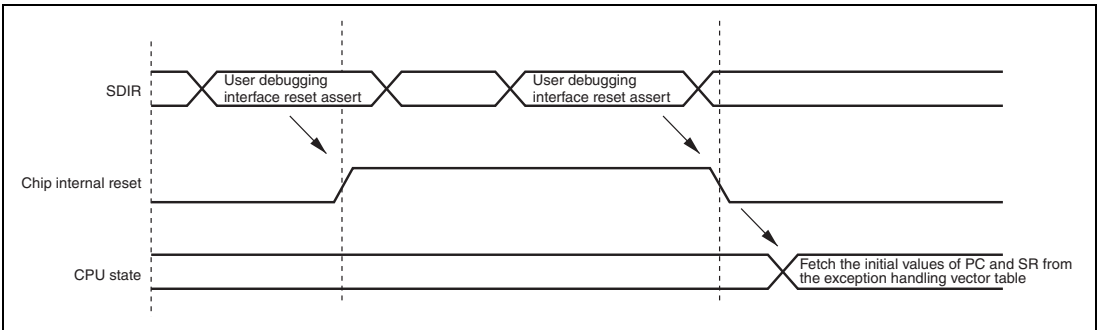 SDIR
User debugging
interface reset assert
User debugging
interface reset assert
Chip internal reset
CPU state
Fetch the initial values of PC and SR from
the exception handling vector table